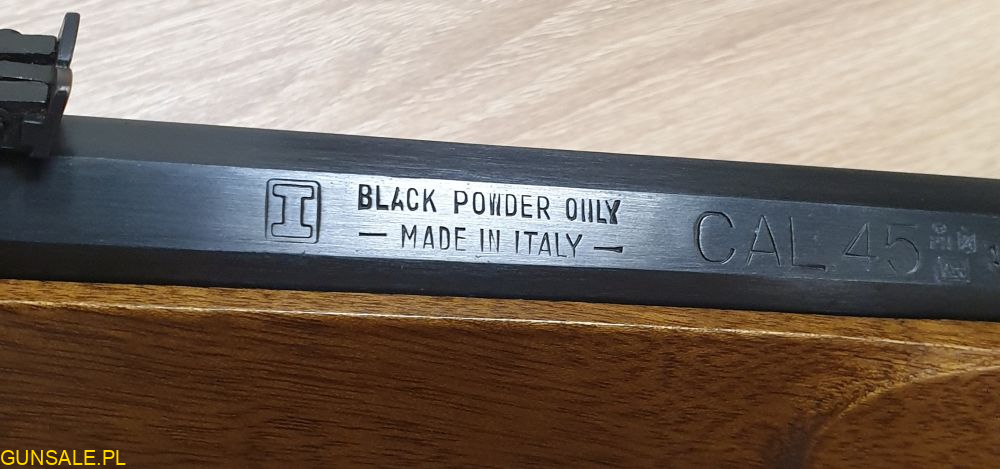 I
BLACK POWDER ONLY
— MADE IN ITALY —
CAL 45
GUNSALE.PL